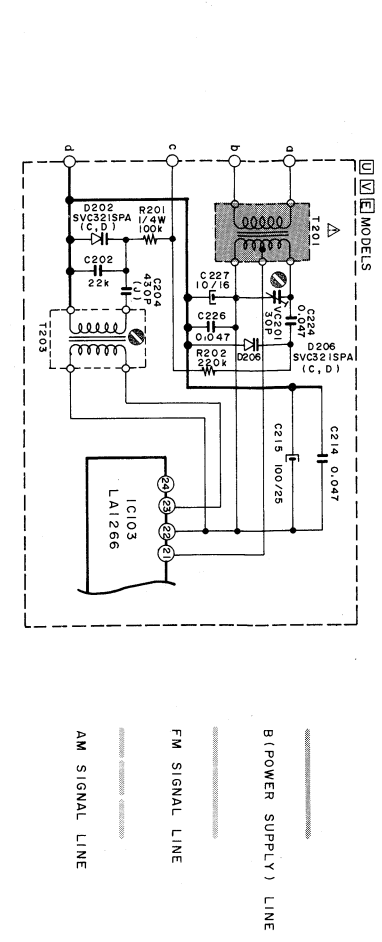 U V E MODELS
a
b
c
d
T201
D202
SVC321SPA
(C,D)
R201
1/4W
100k
C202
22k
C204
430P
(J)
T203
C227
10/16
VC201
30P
C224
0.047
C226
0.047
D206
D206
SVC321SPA
(C,D)
R202
220k
C215 100/25
C214 0.047
24
23
22
21
IC103
LA1266
B(POWER SUPPLY) LINE
FM SIGNAL LINE
AM SIGNAL LINE